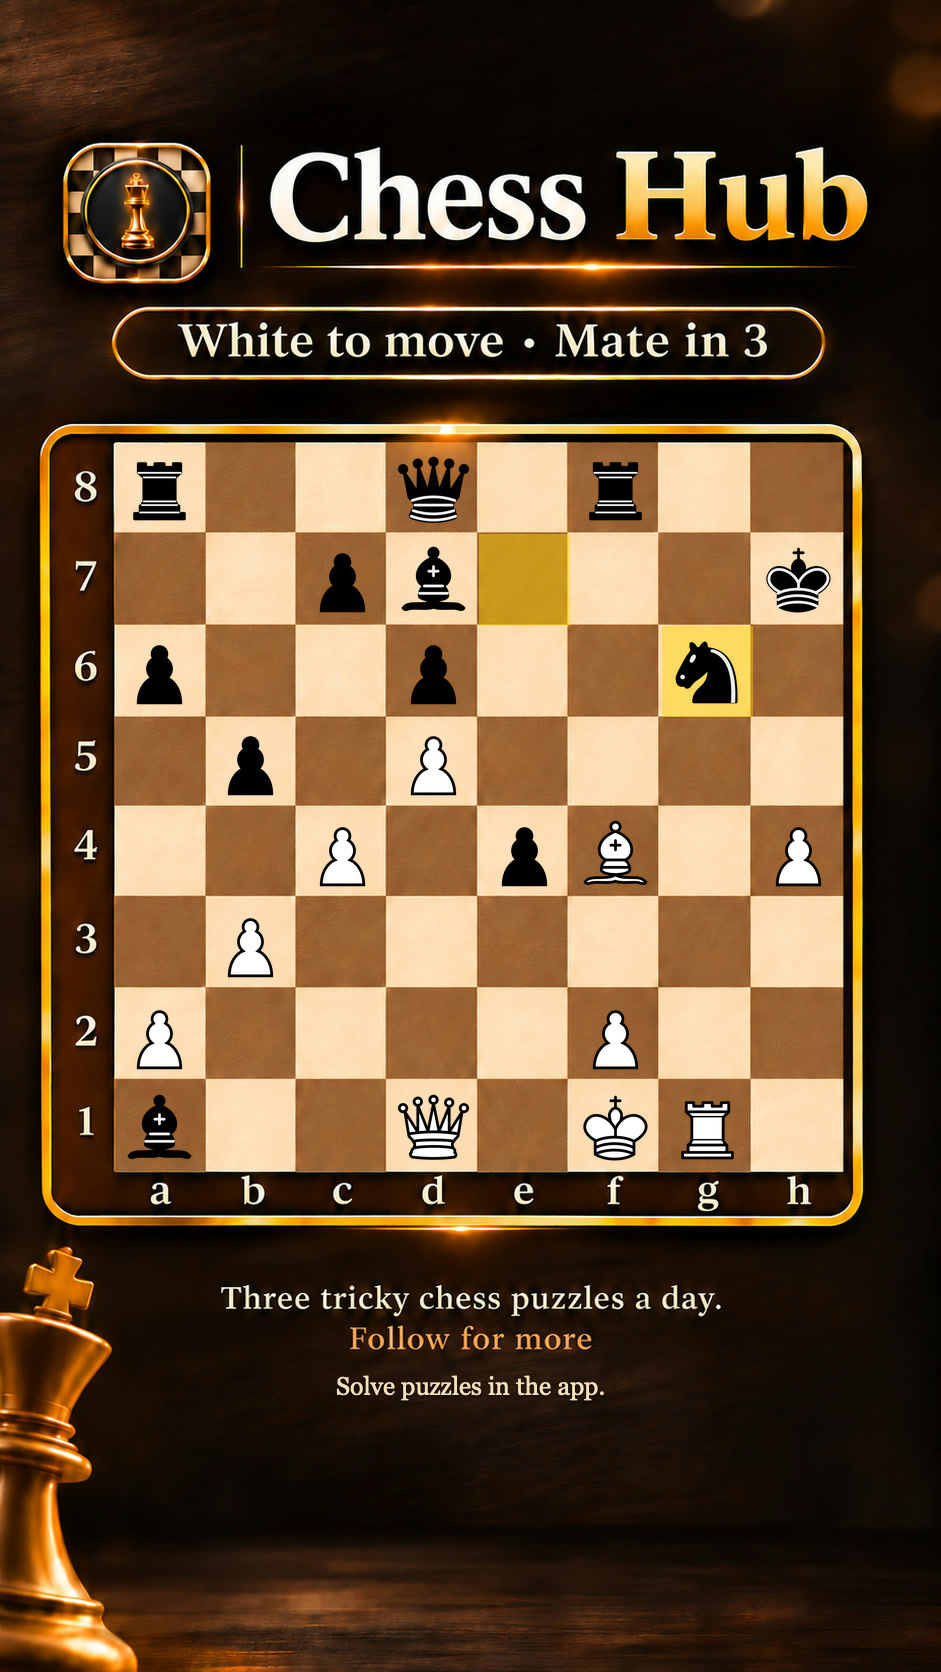 Chess Hub
White to move • Mate in 3
8
7
6
5
4
3
2
1
a b c d e f g h
Three tricky chess puzzles a day.
Follow for more
Solve puzzles in the app.